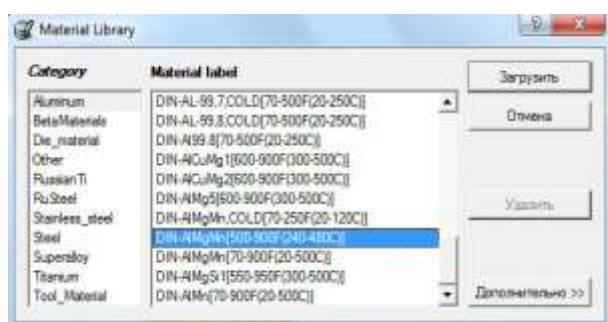 Material Library
Category
Aluminum
BetaMaterials
Die_material
Other
RussianTi
RuSteel
Stainless_steel
Steel
Superalloy
Titanium
Tool_Material
Material label
DIN-AL-99.7,COLD[70-500F(20-250C)]
DIN-AL-99.8,COLD[70-500F(20-250C)]
DIN-Al99.8[70-500F(20-250C)]
DIN-AlCuMg1[600-900F(300-500C)]
DIN-AlCuMg2[600-900F(300-500C)]
DIN-AlMg5[600-900F(300-500C)]
DIN-AlMgMn,COLD[70-250F(20-120C)]
DIN-AlMgMn[500-900F(240-480C)]
DIN-AlMgMn[70-900F(20-500C)]
DIN-AlMgSi1[550-950F(300-500C)]
DIN-AlMn[70-900F(20-500C)]
Загрузить
Отмена
Удалить
Дополнительно >>